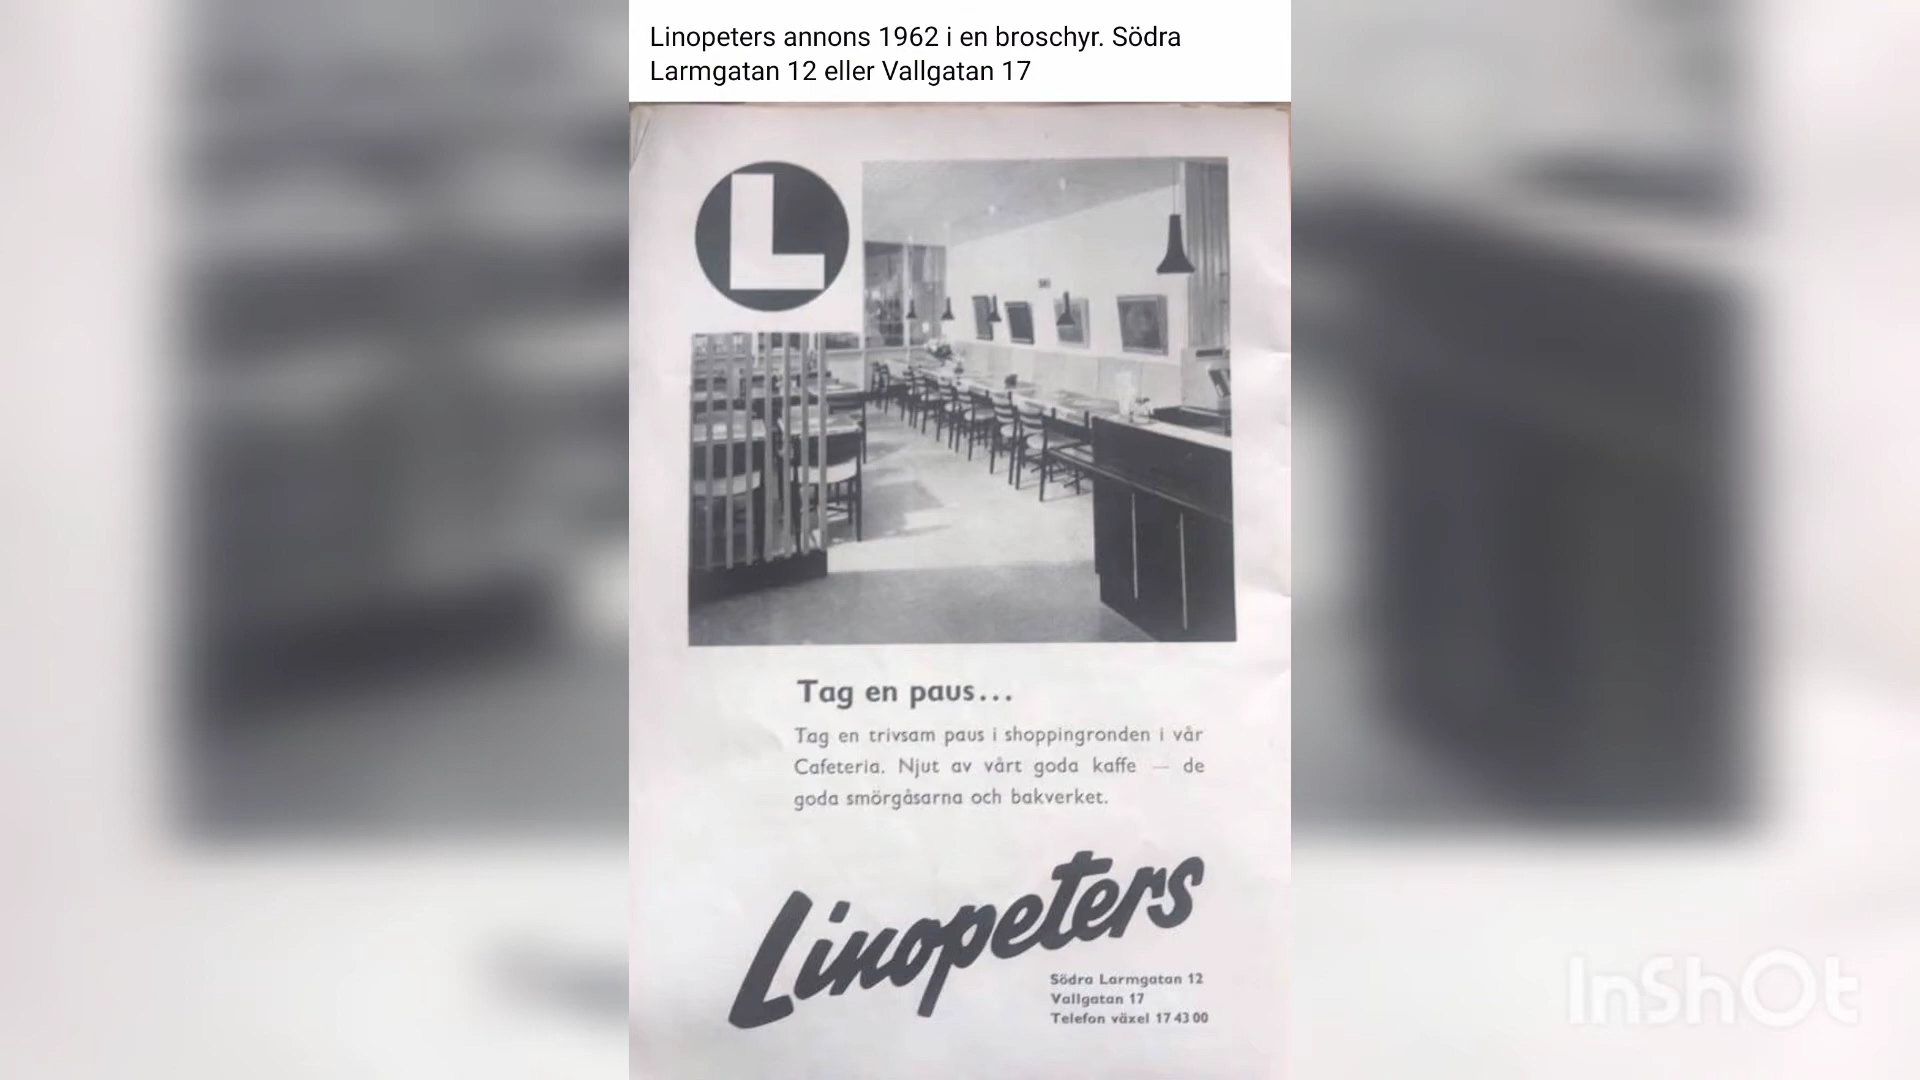 Linopeters annons 1962 i en broschyr. Södra
Larmgatan 12 eller Vallgatan 17
L
Tag en paus...
Tag en trivsam paus i shoppingronden i vår
Cafeteria. Njut av vårt goda kaffe — de
goda smörgåsarna och bakverket.
Linopeters
Södra Larmgatan 12
Vallgatan 17
Telefon växel 17 43 00
InShOt